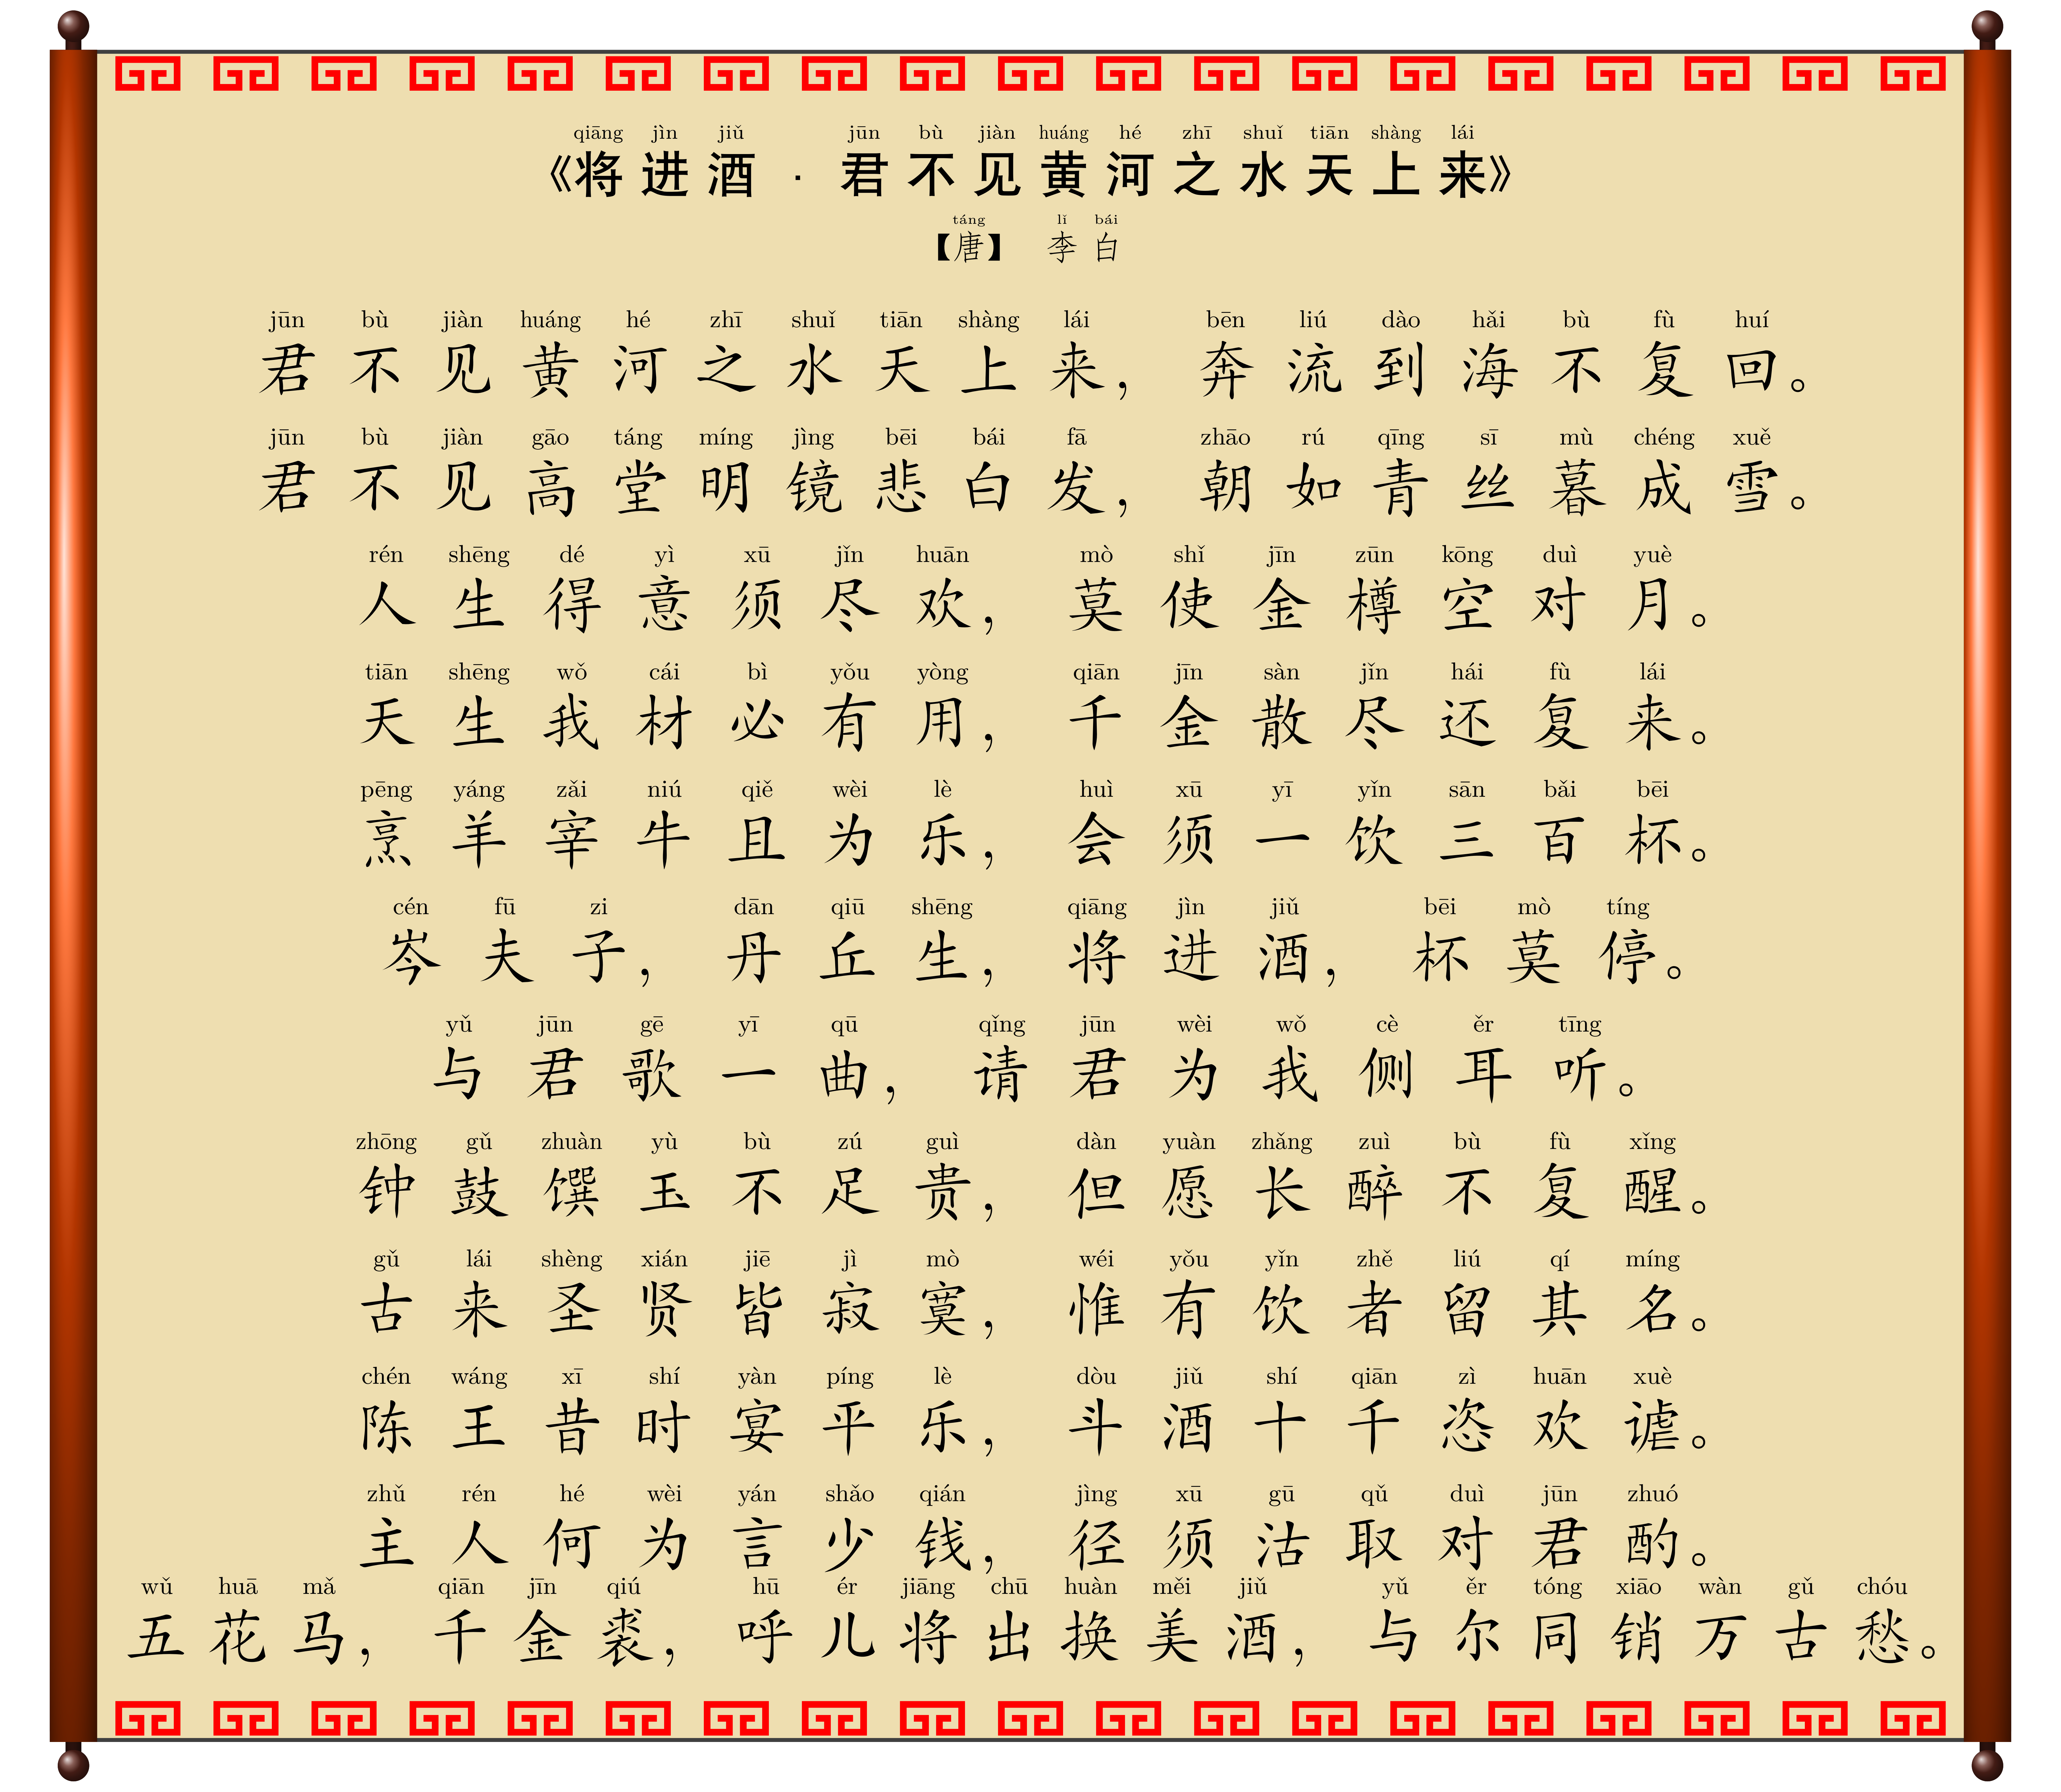 qiāng jìn jiǔ jūn bù jiàn huáng hé zhī shuǐ tiān shàng lái
《将进酒 · 君不见黄河之水天上来》
táng lǐ bái
【唐】 李白
jūn bù jiàn huáng hé zhī shuǐ tiān shàng lái bēn liú dào hǎi bù fù huí
君不见黄河之水天上来， 奔流到海不复回。
jūn bù jiàn gāo táng míng jìng bēi bái fā zhāo rú qīng sī mù chéng xuě
君不见高堂明镜悲白发， 朝如青丝暮成雪。
rén shēng dé yì xū jǐn huān mò shǐ jīn zūn kōng duì yuè
人生得意须尽欢， 莫使金樽空对月。
tiān shēng wǒ cái bì yǒu yòng qiān jīn sàn jǐn hái fù lái
天生我材必有用， 千金散尽还复来。
pēng yáng zǎi niú qiě wèi lè huì xū yī yǐn sān bǎi bēi
烹羊宰牛且为乐， 会须一饮三百杯。
cén fū zi dān qiū shēng qiāng jìn jiǔ bēi mò tíng
岑夫子， 丹丘生， 将进酒， 杯莫停。
yǔ jūn gē yī qū qǐng jūn wèi wǒ cè ěr tīng
与君歌一曲， 请君为我侧耳听。
zhōng gǔ zhuàn yù bù zú guì dàn yuàn zhǎng zuì bù fù xǐng
钟鼓馔玉不足贵， 但愿长醉不复醒。
gǔ lái shèng xián jiē jì mò wéi yǒu yǐn zhě liú qí míng
古来圣贤皆寂寞， 惟有饮者留其名。
chén wáng xī shí yàn píng lè dòu jiǔ shí qiān zì huān xuè
陈王昔时宴平乐， 斗酒十千恣欢谑。
zhǔ rén hé wèi yán shǎo qián jìng xū gū qǔ duì jūn zhuó
主人何为言少钱， 径须沽取对君酌。
wǔ huā mǎ qiān jīn qiú hū ér jiāng chū huàn měi jiǔ yǔ ěr tóng xiāo wàn gǔ chóu
五花马， 千金裘， 呼儿将出换美酒， 与尔同销万古愁。